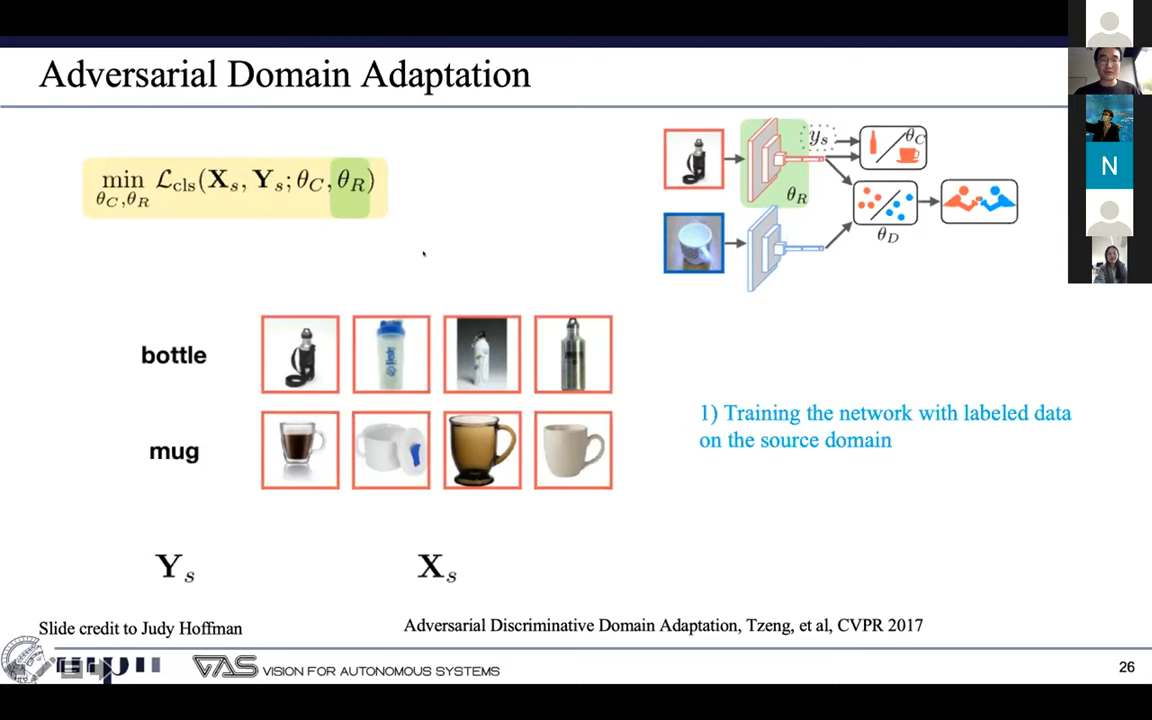 Adversarial Domain Adaptation
min L_cls(X_s, Y_s; θ_C, θ_R)
θ_C,θ_R
y_s
θ_C
θ_R
θ_D
N
bottle
mug
1) Training the network with labeled data
on the source domain
Y_s
X_s
Slide credit to Judy Hoffman
Adversarial Discriminative Domain Adaptation, Tzeng, et al, CVPR 2017
VAS VISION FOR AUTONOMOUS SYSTEMS
26